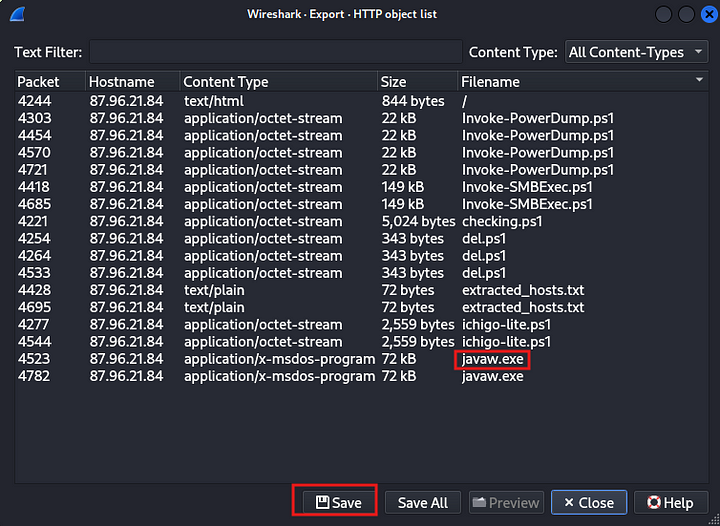 Wireshark · Export · HTTP object list
Text Filter: Content Type: All Content-Types
Packet Hostname Content Type Size Filename
4244 87.96.21.84 text/html 844 bytes /
4303 87.96.21.84 application/octet-stream 22 kB Invoke-PowerDump.ps1
4454 87.96.21.84 application/octet-stream 22 kB Invoke-PowerDump.ps1
4570 87.96.21.84 application/octet-stream 22 kB Invoke-PowerDump.ps1
4721 87.96.21.84 application/octet-stream 22 kB Invoke-PowerDump.ps1
4418 87.96.21.84 application/octet-stream 149 kB Invoke-SMBExec.ps1
4685 87.96.21.84 application/octet-stream 149 kB Invoke-SMBExec.ps1
4221 87.96.21.84 application/octet-stream 5,024 bytes checking.ps1
4254 87.96.21.84 application/octet-stream 343 bytes del.ps1
4264 87.96.21.84 application/octet-stream 343 bytes del.ps1
4533 87.96.21.84 application/octet-stream 343 bytes del.ps1
4428 87.96.21.84 text/plain 72 bytes extracted_hosts.txt
4695 87.96.21.84 text/plain 72 bytes extracted_hosts.txt
4277 87.96.21.84 application/octet-stream 2,559 bytes ichigo-lite.ps1
4544 87.96.21.84 application/octet-stream 2,559 bytes ichigo-lite.ps1
4523 87.96.21.84 application/x-msdos-program 72 kB javaw.exe
4782 87.96.21.84 application/x-msdos-program 72 kB javaw.exe
Save Save All Preview Close Help